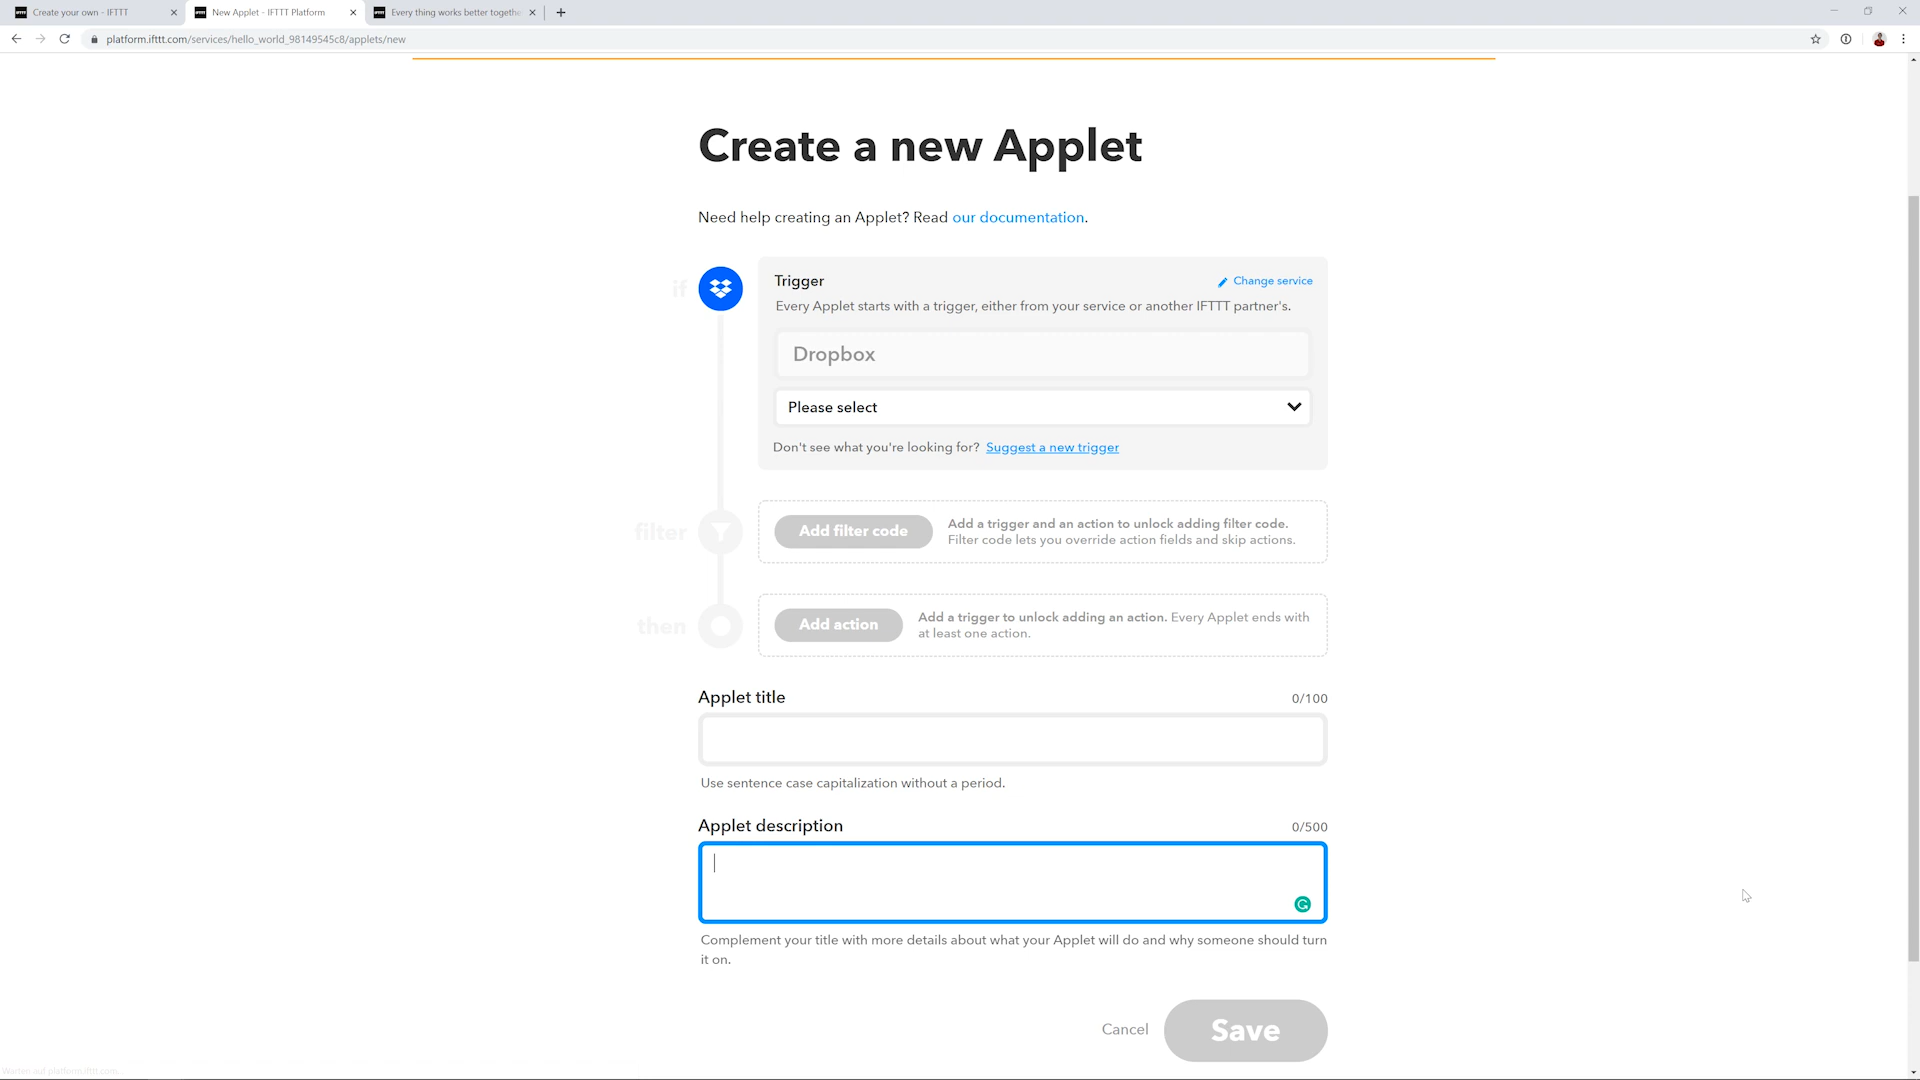 Create your own - IFTTT
New Applet - IFTTT Platform
Every thing works better togethe
platform.ifttt.com/services/hello_world_98149545c8/applets/new
Create a new Applet
Need help creating an Applet? Read our documentation.
if
Trigger
Change service
Every Applet starts with a trigger, either from your service or another IFTTT partner's.
Dropbox
Please select
Don't see what you're looking for? Suggest a new trigger
filter
Add filter code
Add a trigger and an action to unlock adding filter code.
Filter code lets you override action fields and skip actions.
then
Add action
Add a trigger to unlock adding an action. Every Applet ends with
at least one action.
Applet title
0/100
Use sentence case capitalization without a period.
Applet description
0/500
Complement your title with more details about what your Applet will do and why someone should turn
it on.
Cancel
Save
Warten auf platform.ifttt.com...